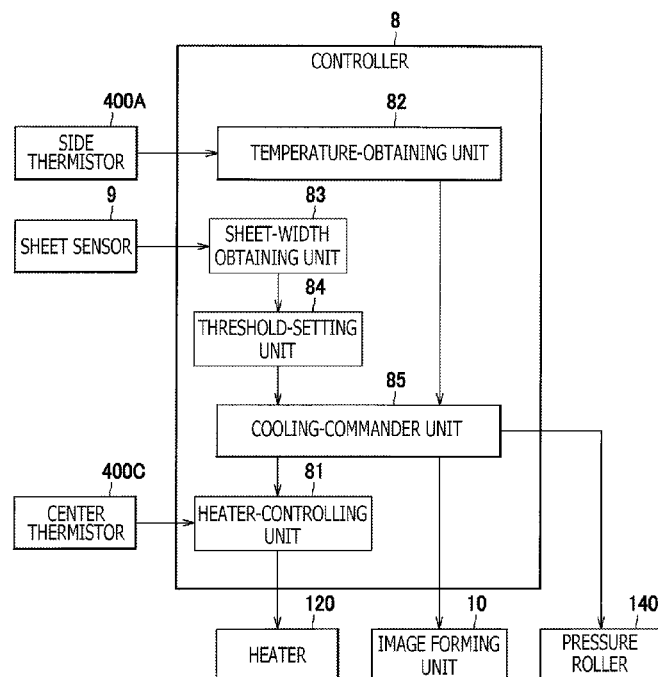 8
CONTROLLER
400A
SIDE
THERMISTOR
82
TEMPERATURE-OBTAINING UNIT
9
SHEET SENSOR
83
SHEET-WIDTH
OBTAINING UNIT
84
THRESHOLD-SETTING
UNIT
85
COOLING-COMMANDER UNIT
400C
CENTER
THERMISTOR
81
HEATER-CONTROLLING
UNIT
120
HEATER
10
IMAGE FORMING
UNIT
140
PRESSURE
ROLLER